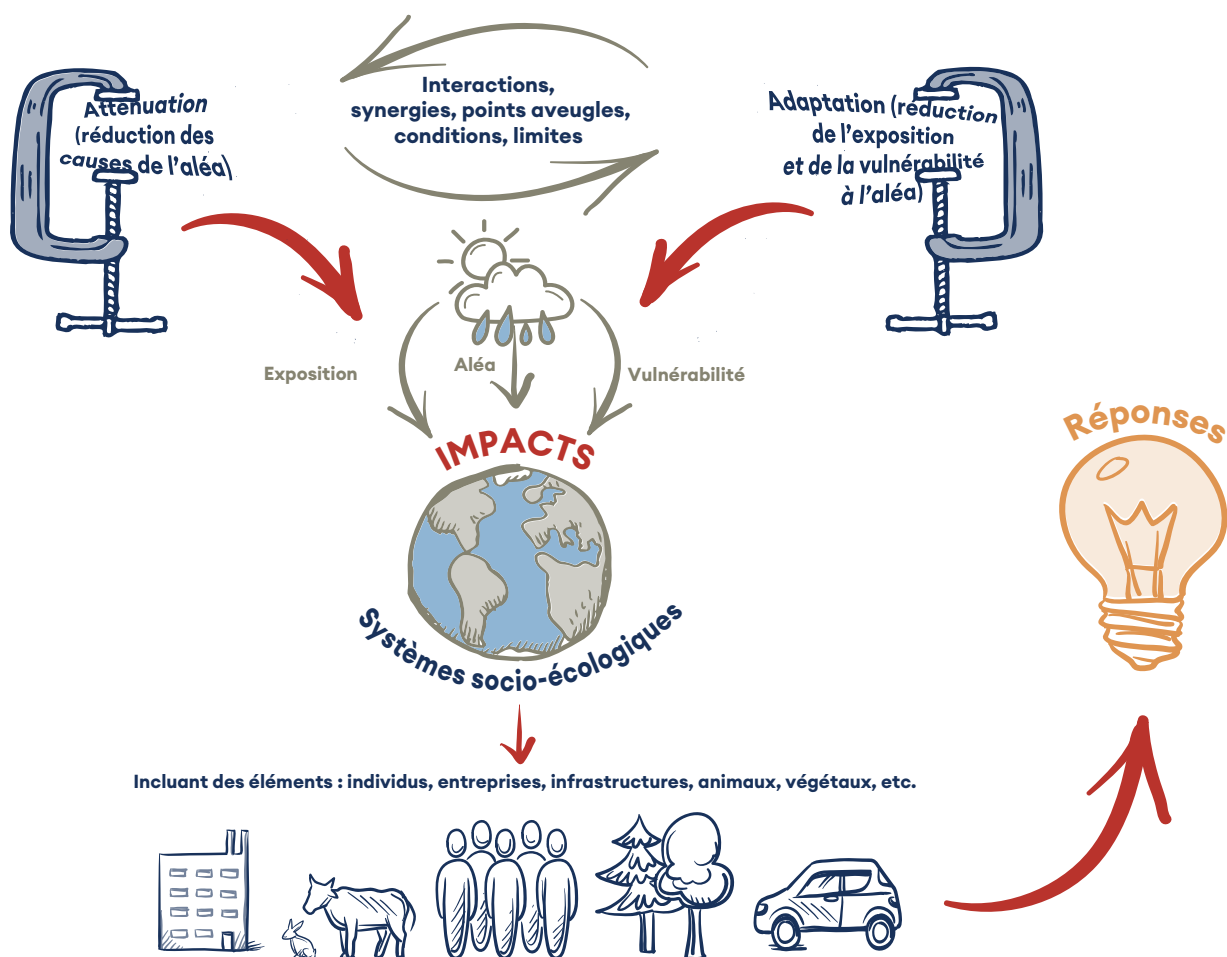 Atténuation
(réduction des
causes de l'aléa)
Interactions,
synergies, points aveugles,
conditions, limites
Adaptation (réduction
de l'exposition
et de la vulnérabilité
à l'aléa)
Exposition
Aléa
Vulnérabilité
IMPACTS
Systèmes socio-écologiques
Réponses
Incluant des éléments : individus, entreprises, infrastructures, animaux, végétaux, etc.